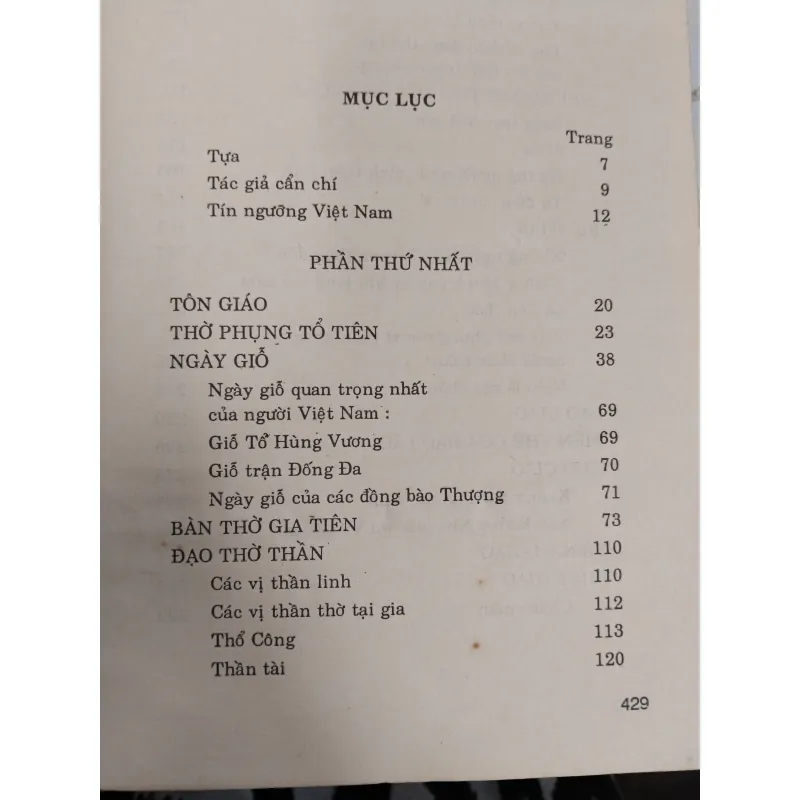 MỤC LỤC
Trang
Tựa 7
Tác giả cẩn chí 9
Tín ngưỡng Việt Nam 12
PHẦN THỨ NHẤT
TÔN GIÁO 20
THỜ PHỤNG TỔ TIÊN 23
NGÀY GIỖ 38
Ngày giỗ quan trọng nhất
của người Việt Nam : 69
Giỗ Tổ Hùng Vương 69
Giỗ trận Đống Đa 70
Ngày giỗ của các đồng bào Thượng 71
BÀN THỜ GIA TIÊN 73
ĐẠO THỜ THẦN 110
Các vị thần linh 110
Các vị thần thờ tại gia 112
Thổ Công 113
Thần tài 120
429